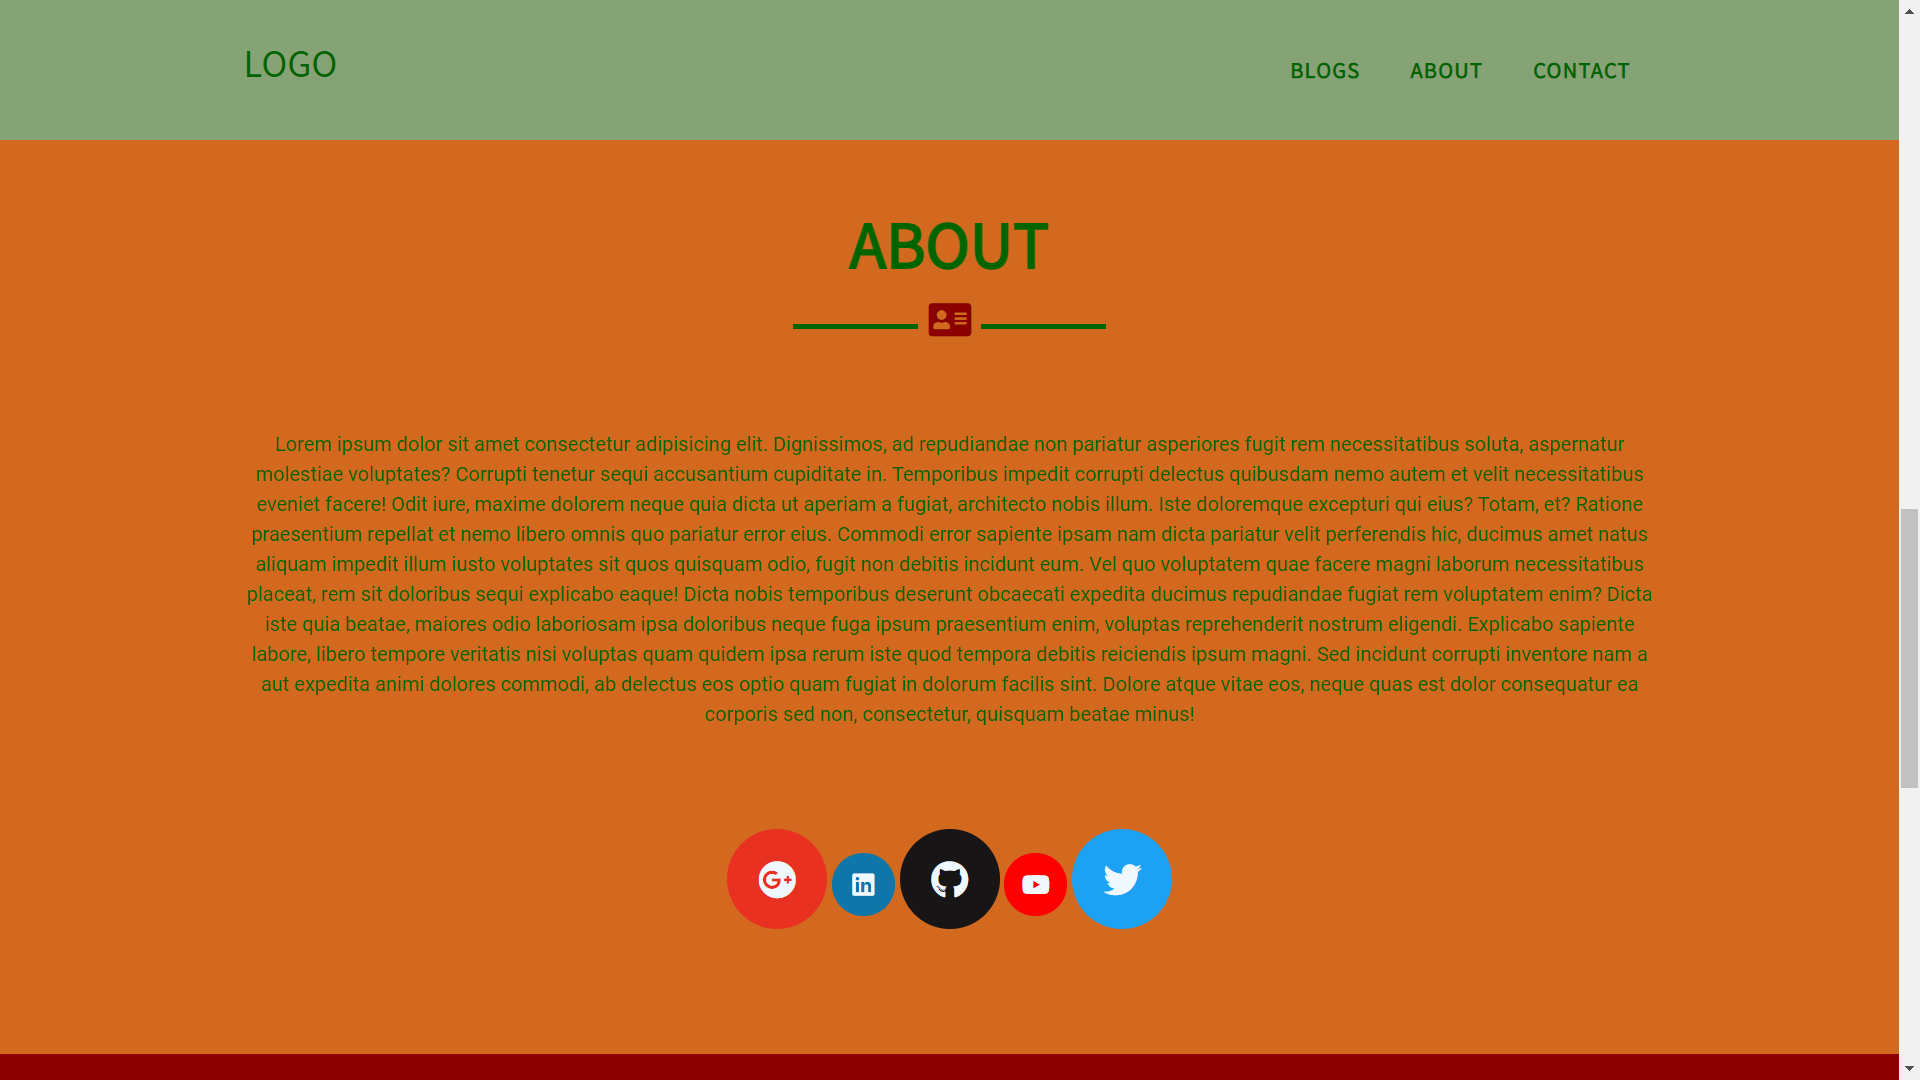 LOGO
BLOGS
ABOUT
CONTACT
ABOUT
Lorem ipsum dolor sit amet consectetur adipisicing elit. Dignissimos, ad repudiandae non pariatur asperiores fugit rem necessitatibus soluta, aspernatur
molestiae voluptates? Corrupti tenetur sequi accusantium cupiditate in. Temporibus impedit corrupti delectus quibusdam nemo autem et velit necessitatibus
eveniet facere! Odit iure, maxime dolorem neque quia dicta ut aperiam a fugiat, architecto nobis illum. Iste doloremque excepturi qui eius? Totam, et? Ratione
praesentium repellat et nemo libero omnis quo pariatur error eius. Commodi error sapiente ipsam nam dicta pariatur velit perferendis hic, ducimus amet natus
aliquam impedit illum iusto voluptates sit quos quisquam odio, fugit non debitis incidunt eum. Vel quo voluptatem quae facere magni laborum necessitatibus
placeat, rem sit doloribus sequi explicabo eaque! Dicta nobis temporibus deserunt obcaecati expedita ducimus repudiandae fugiat rem voluptatem enim? Dicta
iste quia beatae, maiores odio laboriosam ipsa doloribus neque fuga ipsum praesentium enim, voluptas reprehenderit nostrum eligendi. Explicabo sapiente
labore, libero tempore veritatis nisi voluptas quam quidem ipsa rerum iste quod tempora debitis reiciendis ipsum magni. Sed incidunt corrupti inventore nam a
aut expedita animi dolores commodi, ab delectus eos optio quam fugiat in dolorum facilis sint. Dolore atque vitae eos, neque quas est dolor consequatur ea
corporis sed non, consectetur, quisquam beatae minus!